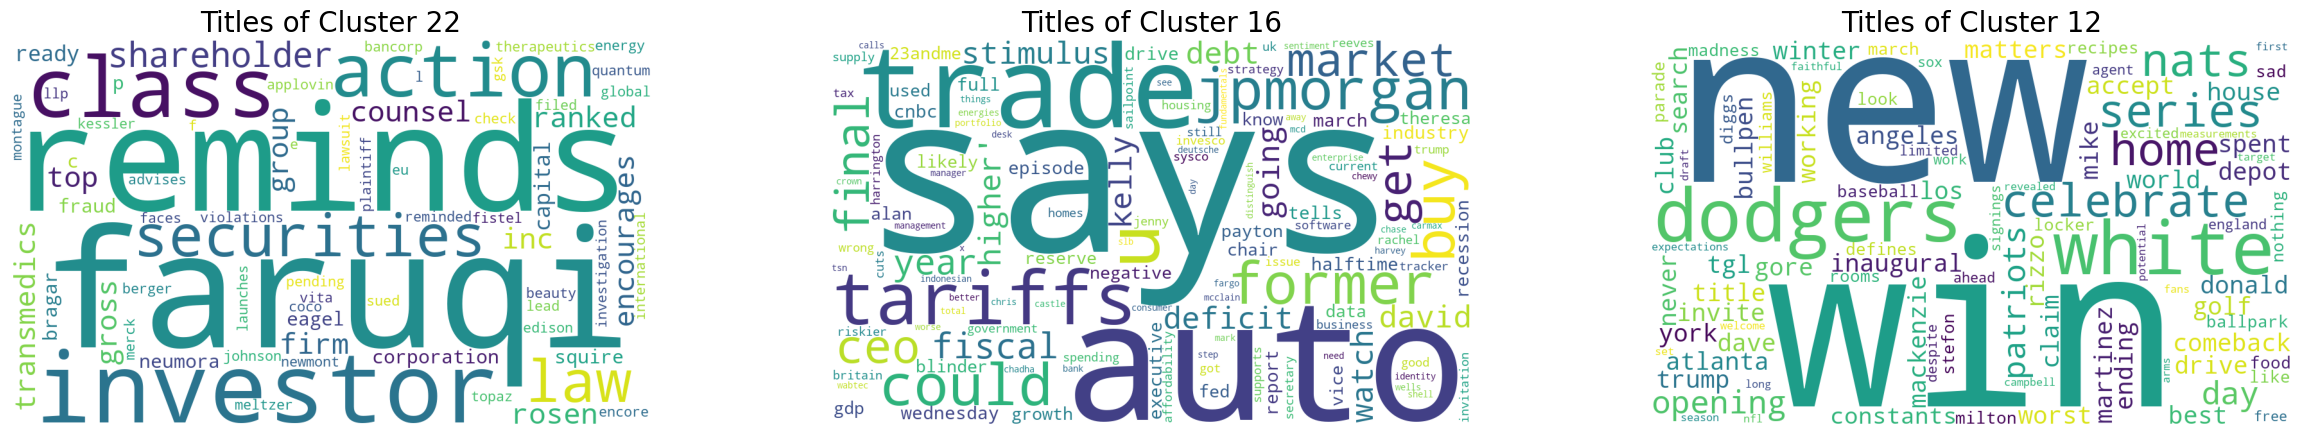 Titles of Cluster 22
ready
shareholder
bancorp
therapeutics
energy
class
action
l
gsk
quantum
applovin
p
llp
counsel
filed
global
montague
kessler
f
lawsuit
check
ranked
reminds
group
e
c
top
advises
plaintiff
eu
capital
fraud
encourages
faces
violations
reminded
fistel
securities
inc
investigation
international
transmedics
faruqi
bragar
berger
gross
merck
launches
pending
vita
sued
coco
eagel
beauty
lead
edison
firm
neumora
johnson
newmont
corporation
squire
investor
law
meltzer
topaz
rosen
encore
Titles of Cluster 16
calls
supply
23andme
stimulus
drive
debt
uk
sentiment
reeves
market
trade
see
strategy
fundamentals
full
things
used
tax
cnbc
energies
portfolio
sailpoint
housing
jpmorgan
theresa
desk
still
know
away
mcd
march
industry
final
says
invesco
deutsche
trump
likely
episode
sysco
enterprise
current
harrington
manager
kelly
going
get
chewy
buy
crown
day
distinguish
alan
homes
tells
management
higher'
jenny
software
chase
carmax
payton
rachel
wrong
x
u
chair
harvey
slb
reserve
issue
recession
year
tsn
cuts
negative
halftime
tracker
indonesian
tariffs
better
chris
castle
fargo
former
total
mcclain
consumer
worse
deficit
data
david
riskier
government
business
ceo
fiscal
mark
executive
good
blinder
spending
chadha
step
need
britain
bank
got
identity
wabtec
affordability
supports
report
vice
watch
wells
could
fed
shell
secretary
invitation
gdp
wednesday
growth
auto
Titles of Cluster 12
madness
winter
march
matters
recipes
nats
first
parade
faithful
sox
agent
sad
search
new
accept
house
diggs
look
series
club
bullpen
williams
working
angeles
limited
excited
measurements
draft
work
mike
home
spent
target
baseball
los
revealed
world
depot
dodgers
celebrate
signings
expectations
defines
locker
england
potential
nothing
white
tgl
gore
inaugural
never
rooms
ahead
patriots
rizzo
donald
title
golf
fans
invite
claim
york
welcome
win
mackenzie
despite
stefon
martinez
ending
ballpark
set
dave
comeback
atlanta
drive
food
arms
trump
long
campbell
like
opening
day
season
nfl
constants
milton
worst
best
free